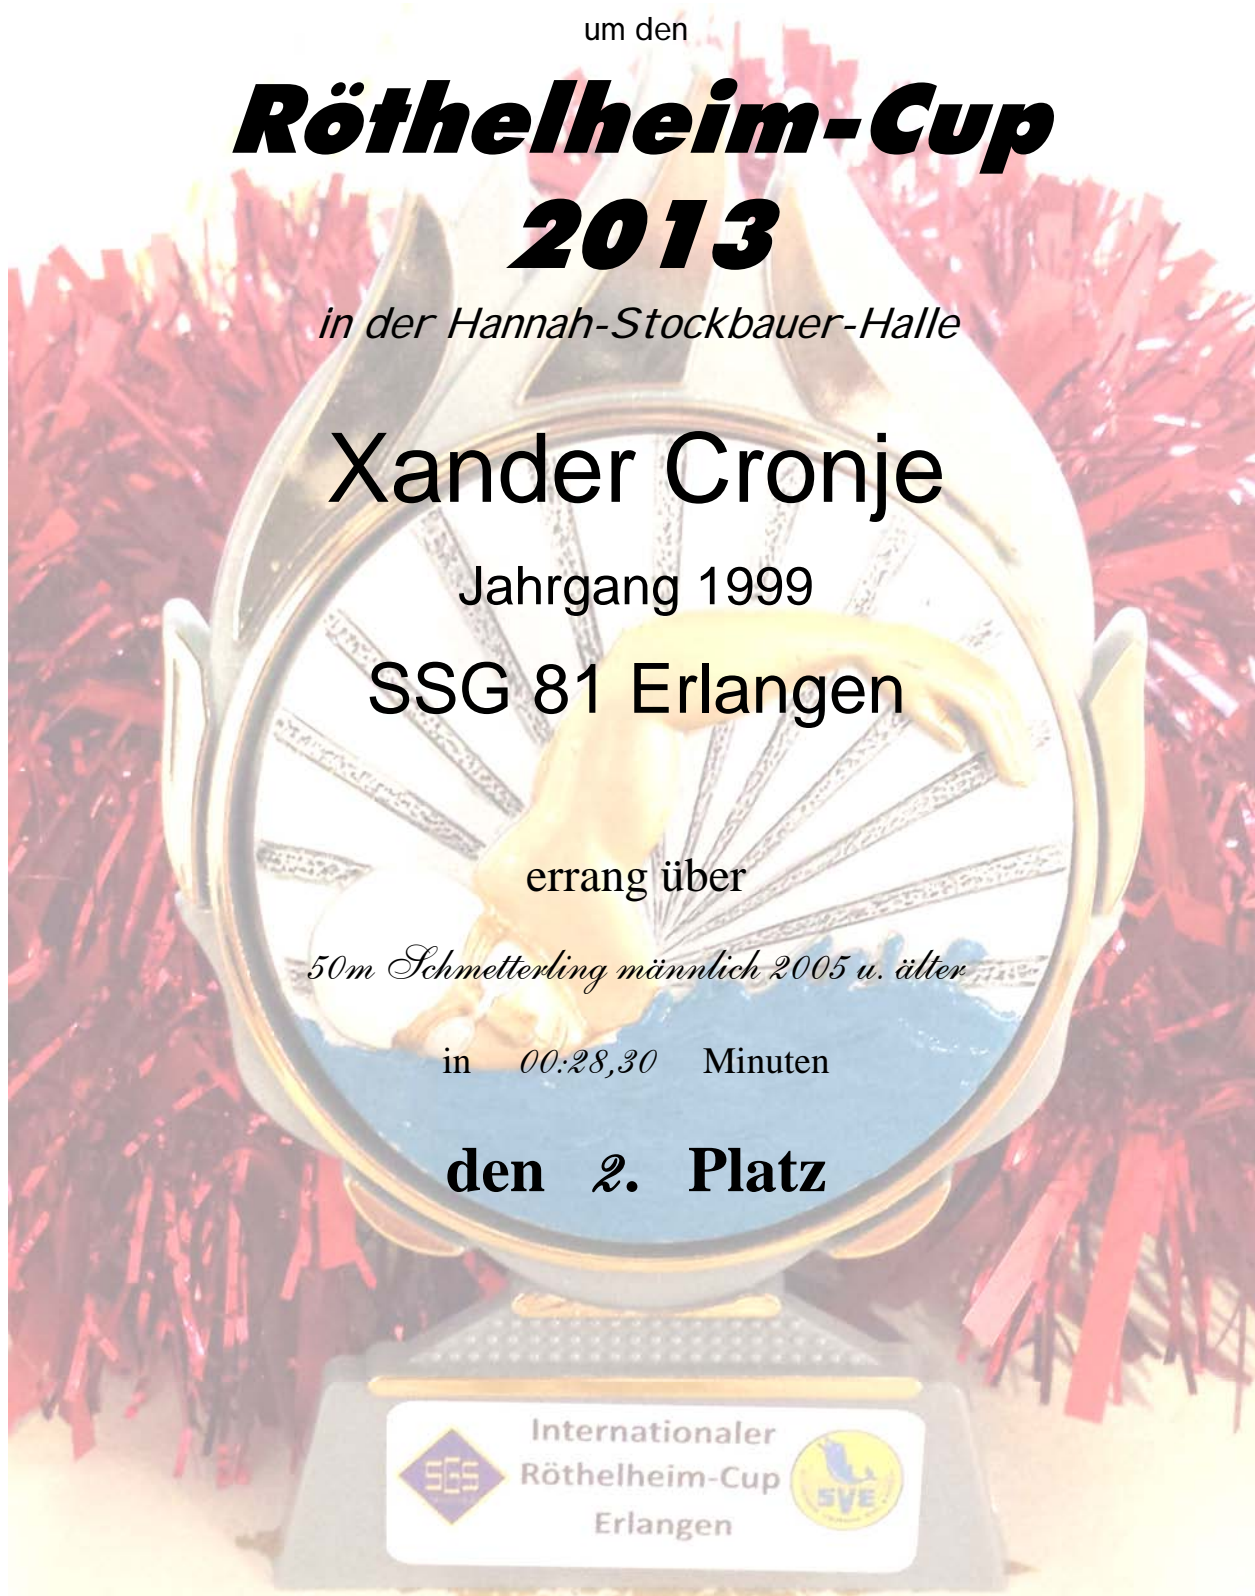 um den
Röthelheim-Cup
2013
in der Hannah-Stockbauer-Halle
Xander Cronje
Jahrgang 1999
SSG 81 Erlangen
errang über
50m Schmetterling männlich 2005 u. älter
in 00:28,30 Minuten
den 2. Platz
Internationaler
SGS Röthelheim-Cup SVE
Erlangen